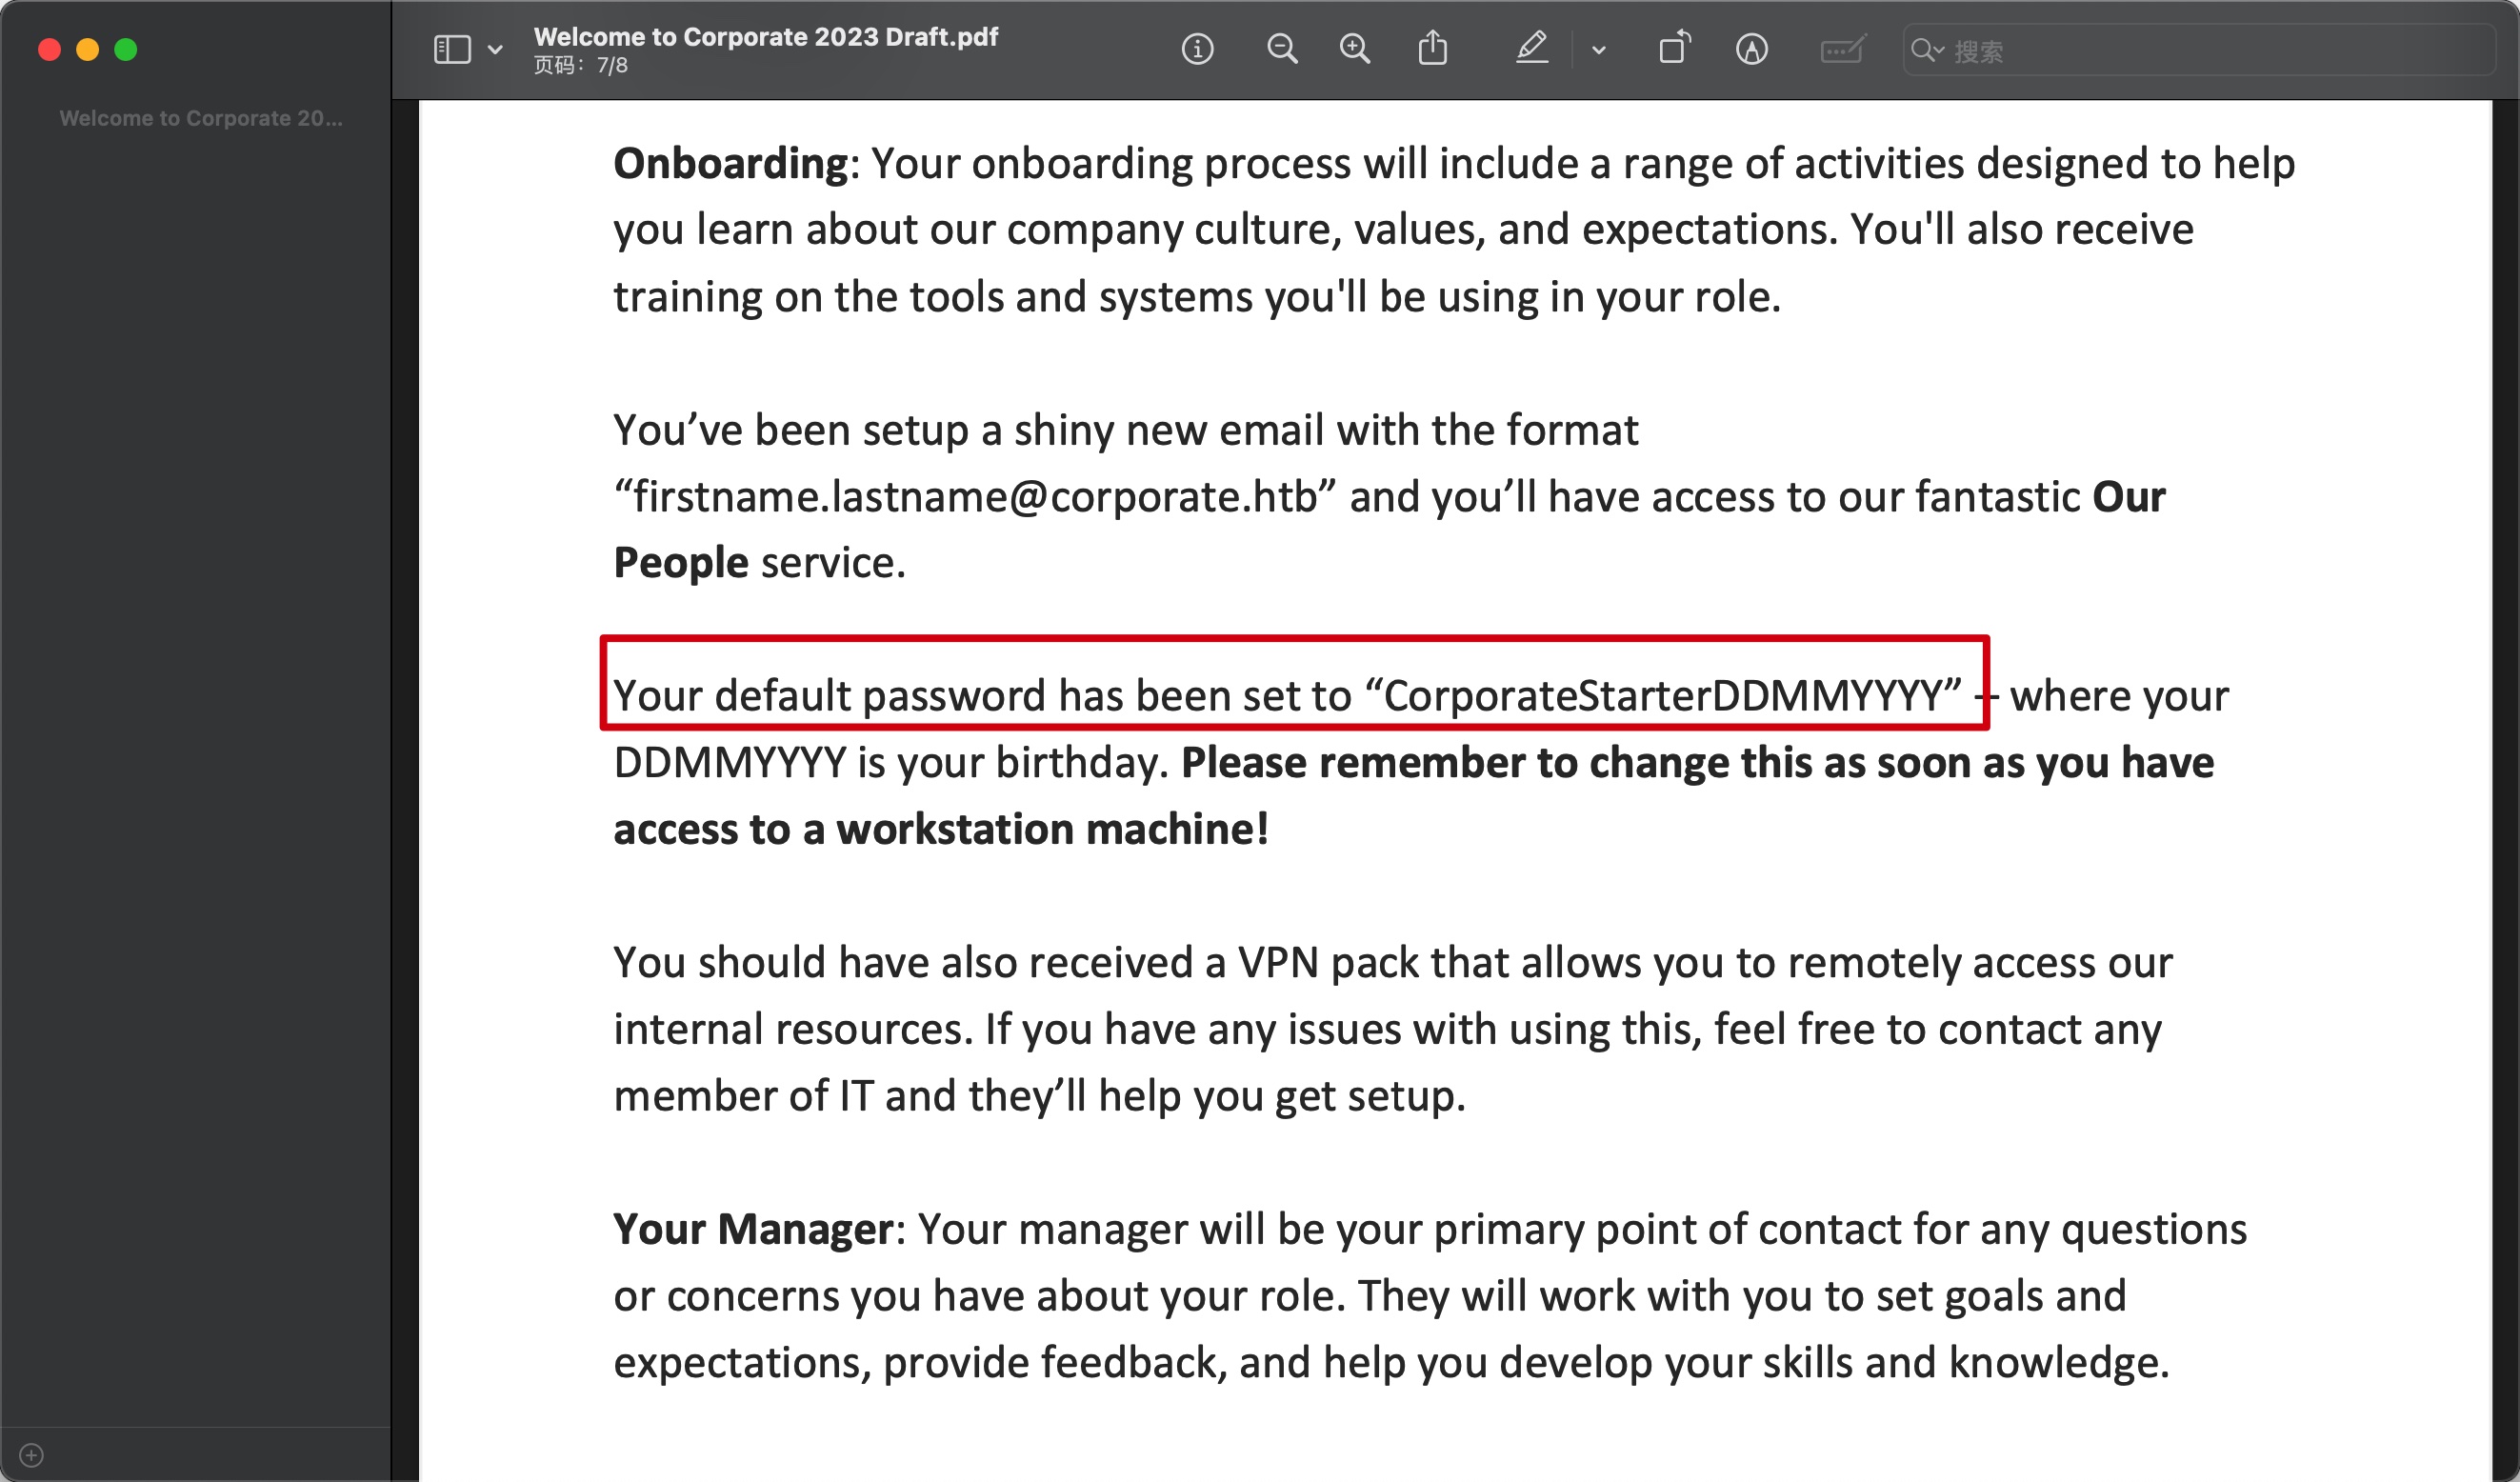 Welcome to Corporate 2023 Draft.pdf
页码：7/8
搜索
Welcome to Corporate 20...
Onboarding: Your onboarding process will include a range of activities designed to help
you learn about our company culture, values, and expectations. You'll also receive
training on the tools and systems you'll be using in your role.
You’ve been setup a shiny new email with the format
“firstname.lastname@corporate.htb” and you’ll have access to our fantastic Our
People service.
Your default password has been set to “CorporateStarterDDMMYYYY” – where your
DDMMYYYY is your birthday. Please remember to change this as soon as you have
access to a workstation machine!
You should have also received a VPN pack that allows you to remotely access our
internal resources. If you have any issues with using this, feel free to contact any
member of IT and they’ll help you get setup.
Your Manager: Your manager will be your primary point of contact for any questions
or concerns you have about your role. They will work with you to set goals and
expectations, provide feedback, and help you develop your skills and knowledge.